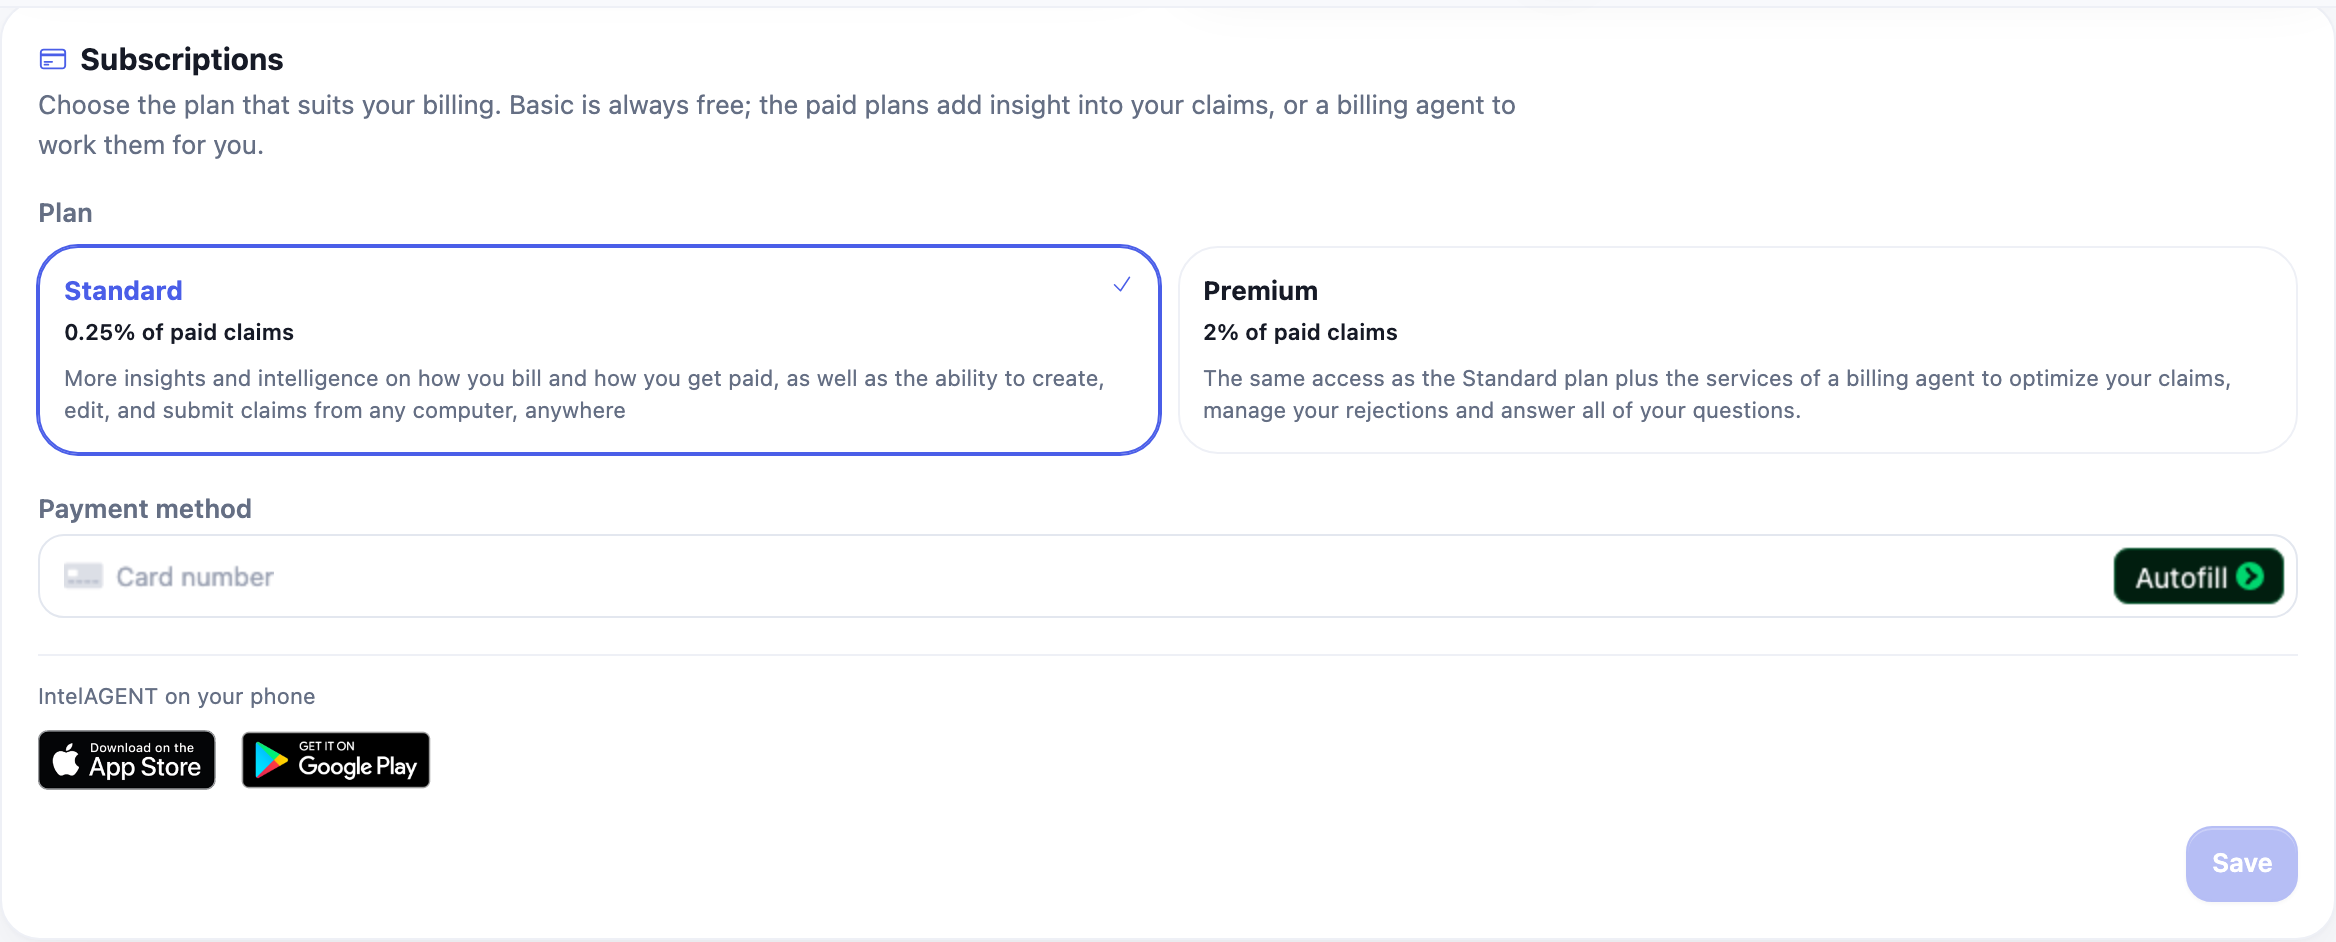 Subscriptions
Choose the plan that suits your billing. Basic is always free; the paid plans add insight into your claims, or a billing agent to
work them for you.
Plan
Standard
0.25% of paid claims
More insights and intelligence on how you bill and how you get paid, as well as the ability to create,
edit, and submit claims from any computer, anywhere
Premium
2% of paid claims
The same access as the Standard plan plus the services of a billing agent to optimize your claims,
manage your rejections and answer all of your questions.
Payment method
Card number
Autofill
IntelAGENT on your phone
Download on the
App Store
GET IT ON
Google Play
Save